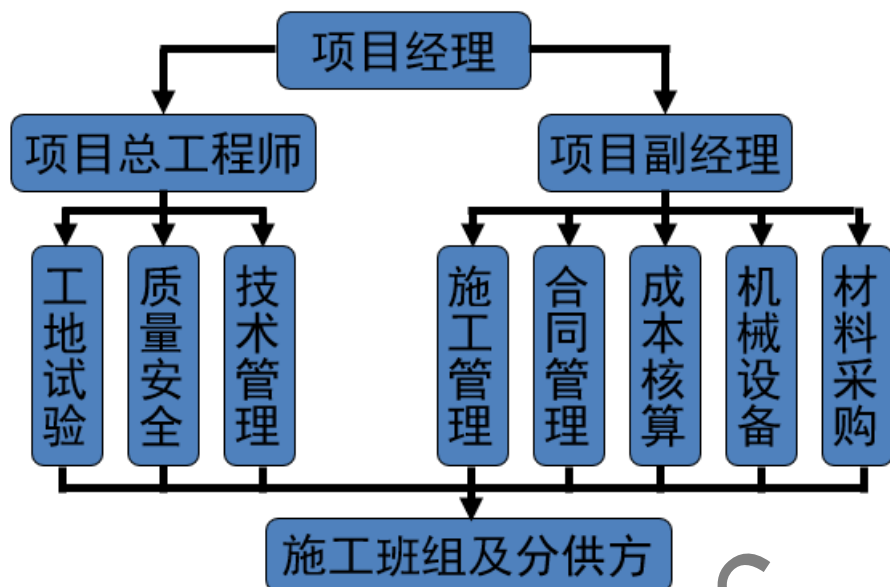 项目经理
项目总工程师
项目副经理
工地试验
质量安全
技术管理
施工管理
合同管理
成本核算
机械设备
材料采购
施工班组及分供方